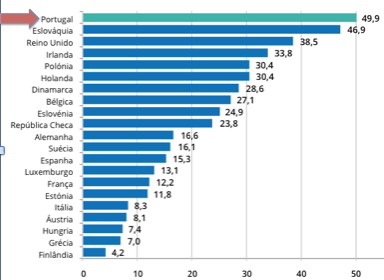 Portugal 49,9
Eslováquia 46,9
Reino Unido 38,5
Irlanda 33,8
Polónia 30,4
Holanda 30,4
Dinamarca 28,6
Bélgica 27,1
Eslovénia 24,9
República Checa 23,8
Alemanha 16,6
Suécia 16,1
Espanha 15,3
Luxemburgo 13,1
França 12,2
Estónia 11,8
Itália 8,3
Áustria 8,1
Hungria 7,4
Grécia 7,0
Finlândia 4,2
0 10 20 30 40 50